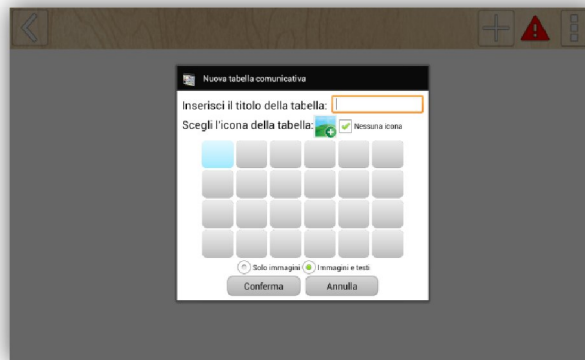 Nuova tabella comunicativa
Inserisci il titolo della tabella:
Scegli l'icona della tabella: Nessuna icona
Solo immagini Immagini e testi
Conferma Annulla